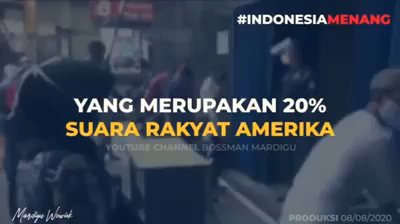 #INDONESIAMENANG
YANG MERUPAKAN 20%
SUARA RAKYAT AMERIKA
YOUTUBE CHANNEL BOSSMAN MARDIGU
Mardigu Wowiek
PRODUKSI 08/08/2020